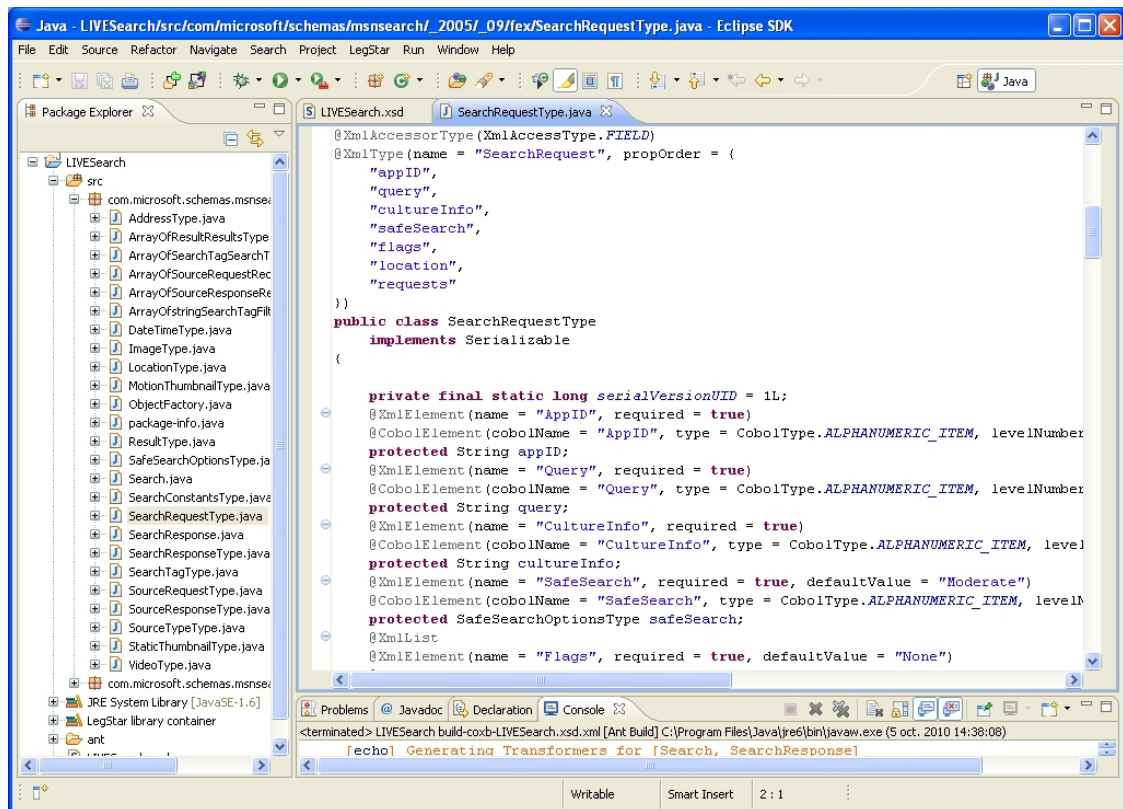 Java - LIVESearch/src/com/microsoft/schemas/msnsearch/_2005/_09/fex/SearchRequestType.java - Eclipse SDK
File Edit Source Refactor Navigate Search Project LegStar Run Window Help
Java
Package Explorer
LIVESearch
src
com.microsoft.schemas.msnsea
AddressType.java
ArrayOfResultResultsType
ArrayOfSearchTagSearchT
ArrayOfSourceRequestRec
ArrayOfSourceResponseRe
ArrayOfstringSearchTagFilt
DateTimeType.java
ImageType.java
LocationType.java
MotionThumbnailType.java
ObjectFactory.java
package-info.java
ResultType.java
SafeSearchOptionsType.ja
Search.java
SearchConstantsType.java
SearchRequestType.java
SearchResponse.java
SearchResponseType.java
SearchTagType.java
SourceRequestType.java
SourceResponseType.java
SourceTypeType.java
StaticThumbnailType.java
VideoType.java
com.microsoft.schemas.msnsea
JRE System Library [JavaSE-1.6]
LegStar library container
ant
LIVESearch.xsd SearchRequestType.java
@XmlAccessorType(XmlAccessType.FIELD)
@XmlType(name = "SearchRequest", propOrder = {
"appID",
"query",
"cultureInfo",
"safeSearch",
"flags",
"location",
"requests"
})
public class SearchRequestType
implements Serializable
{
private final static long serialVersionUID = 1L;
@XmlElement(name = "AppID", required = true)
@CobolElement(cobolName = "AppID", type = CobolType.ALPHANUMERIC_ITEM, levelNumber
protected String appID;
@XmlElement(name = "Query", required = true)
@CobolElement(cobolName = "Query", type = CobolType.ALPHANUMERIC_ITEM, levelNumber
protected String query;
@XmlElement(name = "CultureInfo", required = true)
@CobolElement(cobolName = "CultureInfo", type = CobolType.ALPHANUMERIC_ITEM, level
protected String cultureInfo;
@XmlElement(name = "SafeSearch", required = true, defaultValue = "Moderate")
@CobolElement(cobolName = "SafeSearch", type = CobolType.ALPHANUMERIC_ITEM, levelN
protected SafeSearchOptionsType safeSearch;
@XmlList
@XmlElement(name = "Flags", required = true, defaultValue = "None")
Problems @ Javadoc Declaration Console
<terminated> LIVESearch build-coxb-LIVESearch.xsd.xml [Ant Build] C:\Program Files\Java\jre6\bin\javaw.exe (5 oct. 2010 14:38:08)
[echo] Generating Transformers for [Search, SearchResponse]
Writable Smart Insert 2 : 1